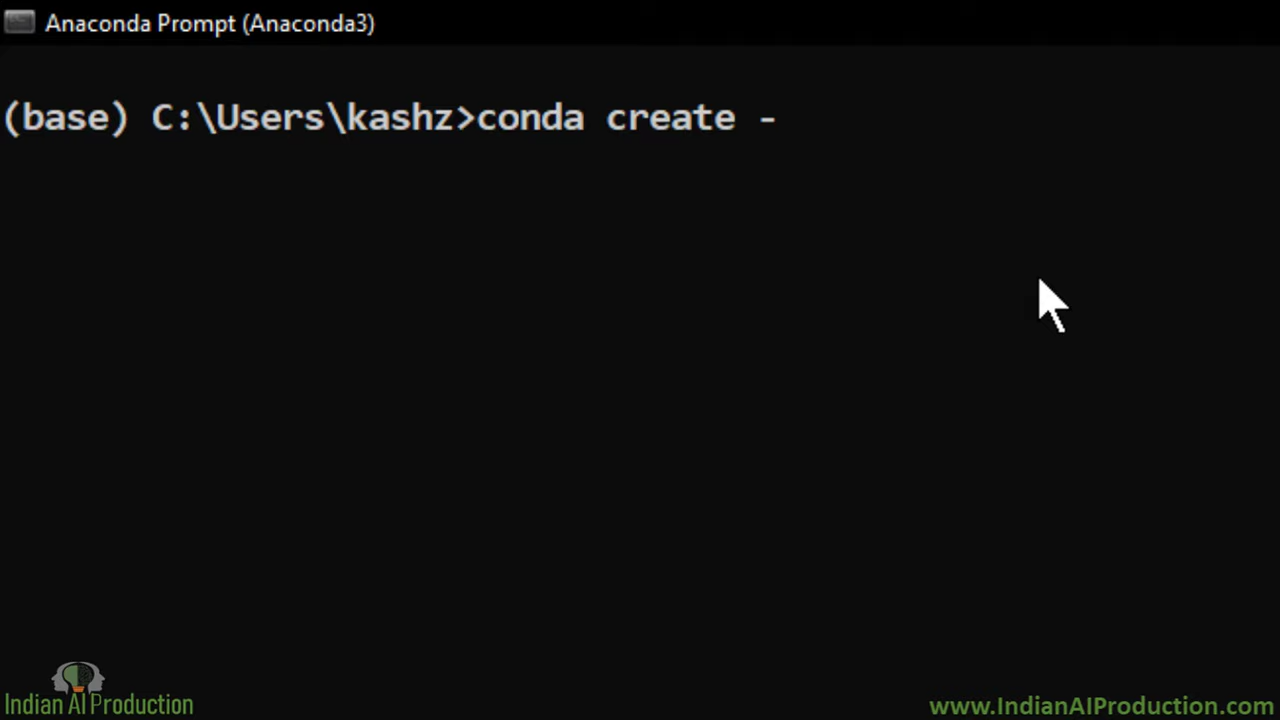 Anaconda Prompt (Anaconda3)
(base) C:\Users\kashz>conda create -
Indian AI Production
www.IndianAIProduction.com